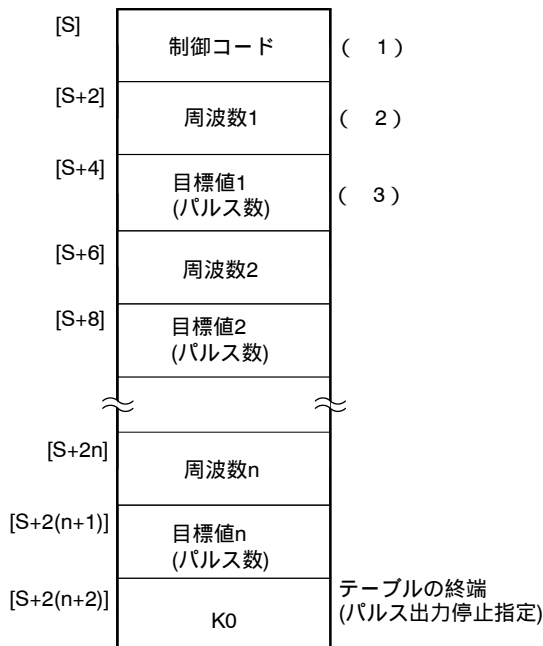 [S]
制御コード
( 1)
[S+2]
周波数1
( 2)
[S+4]
目標値1
(パルス数)
( 3)
[S+6]
周波数2
[S+8]
目標値2
(パルス数)
[S+2n]
周波数n
[S+2(n+1)]
目標値n
(パルス数)
[S+2(n+2)]
K0
テーブルの終端
(パルス出力停止指定)